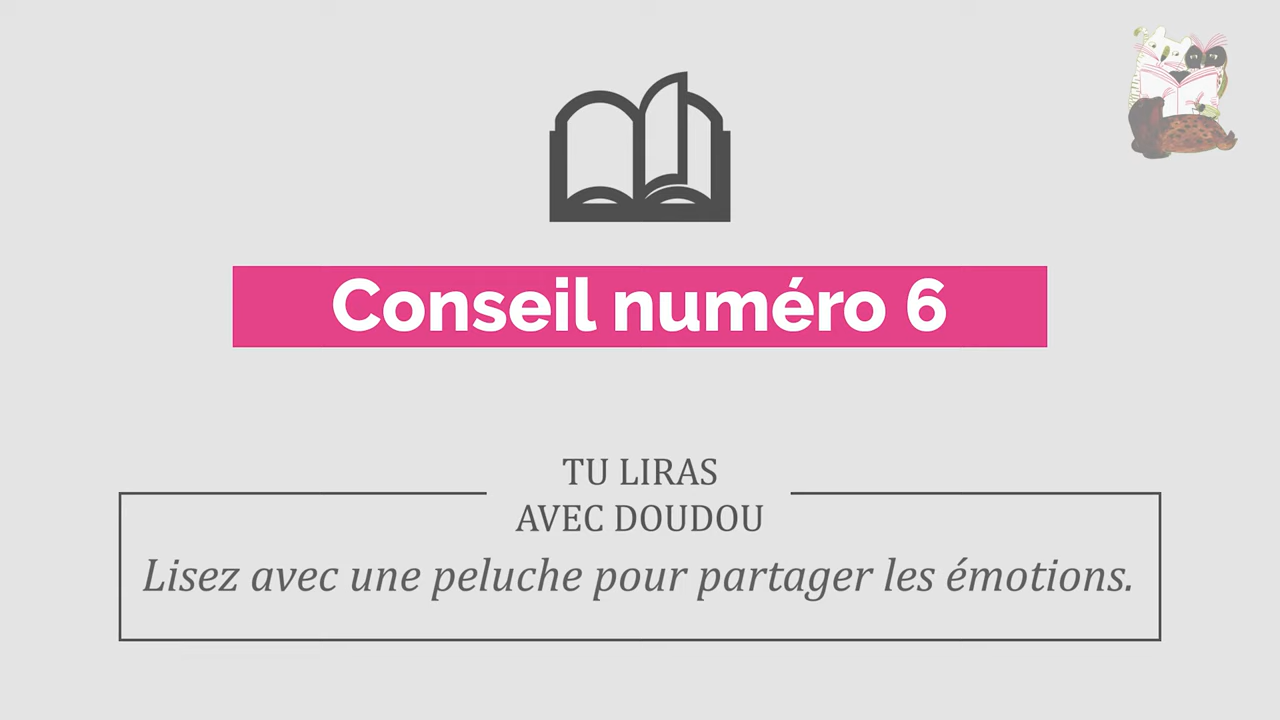 Conseil numéro 6
TU LIRAS
AVEC DOUDOU
Lisez avec une peluche pour partager les émotions.